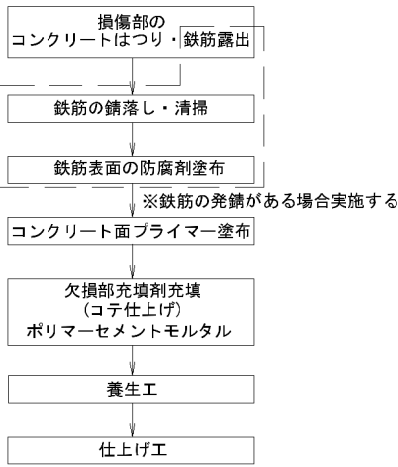 損傷部の
コンクリートはつり・鉄筋露出
鉄筋の錆落し・清掃
鉄筋表面の防腐剤塗布
※鉄筋の発錆がある場合実施する
コンクリート面プライマー塗布
欠損部充填剤充填
(コテ仕上げ)
ポリマーセメントモルタル
養生工
仕上げ工